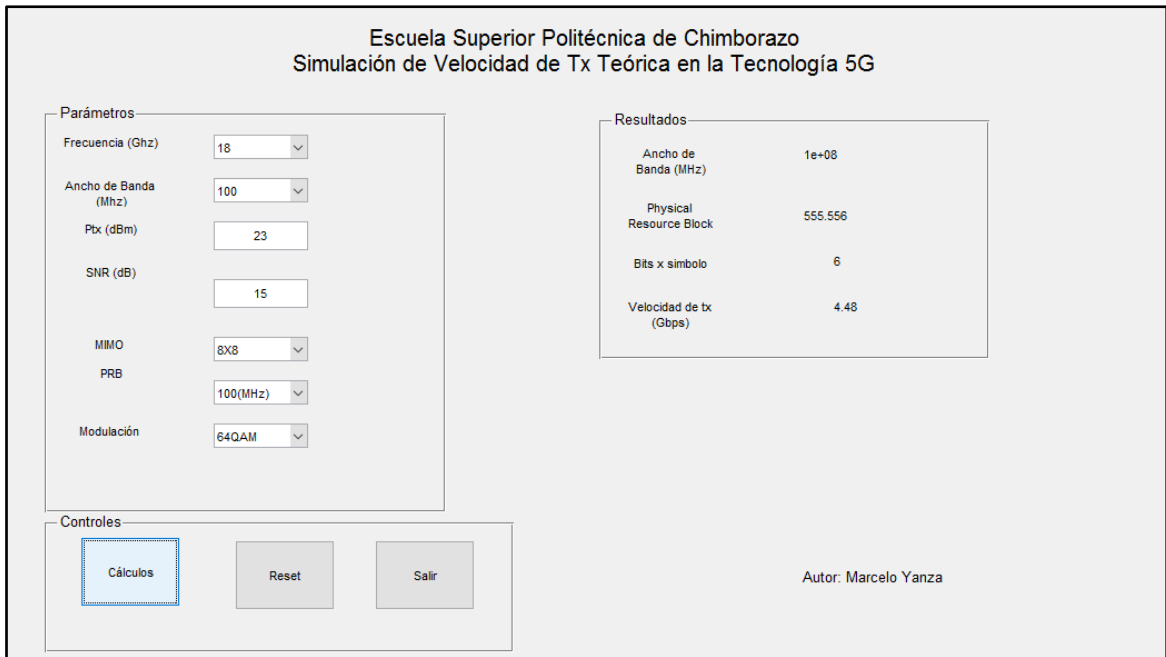 Escuela Superior Politécnica de Chimborazo
Simulación de Velocidad de Tx Teórica en la Tecnología 5G
Parámetros
Frecuencia (Ghz)
18
Ancho de Banda
(Mhz)
100
Ptx (dBm)
23
SNR (dB)
15
MIMO
8X8
PRB
100(MHz)
Modulación
64QAM
Resultados
Ancho de
Banda (MHz)
1e+08
Physical
Resource Block
555.556
Bits x simbolo
6
Velocidad de tx
(Gbps)
4.48
Controles
Cálculos
Reset
Salir
Autor: Marcelo Yanza